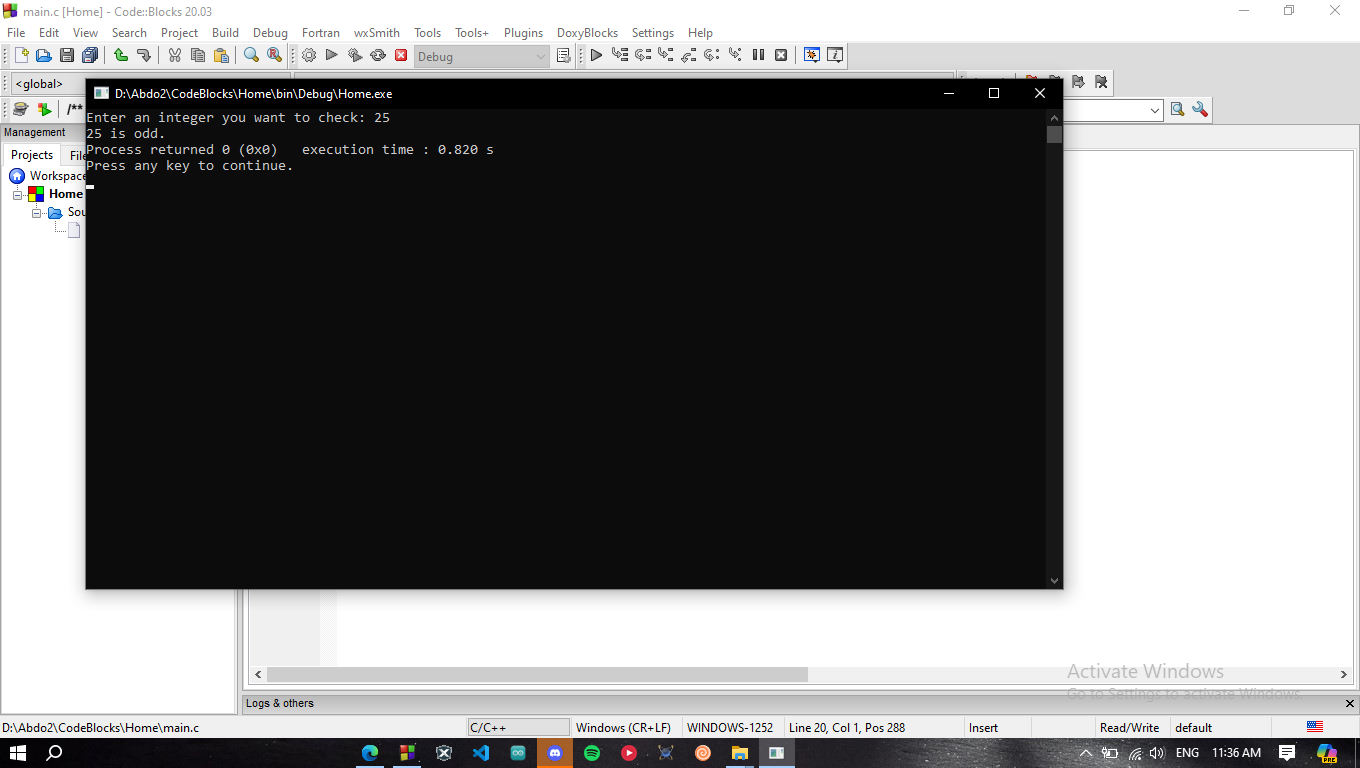 main.c [Home] - Code::Blocks 20.03
File Edit View Search Project Build Debug Fortran wxSmith Tools Tools+ Plugins DoxyBlocks Settings Help
Debug
<global>
D:\Abdo2\CodeBlocks\Home\bin\Debug\Home.exe
/**
Enter an integer you want to check: 25
25 is odd.
Process returned 0 (0x0)   execution time : 0.820 s
Press any key to continue.
Management
Projects
Workspace
Home
Logs & others
Activate Windows
Go to Settings to activate Windows.
D:\Abdo2\CodeBlocks\Home\main.c C/C++ Windows (CR+LF) WINDOWS-1252 Line 20, Col 1, Pos 288 Insert Read/Write default
ENG 11:36 AM
PRE